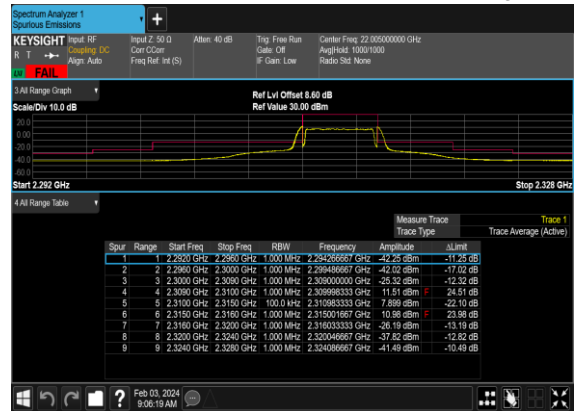 Spectrum Analyzer 1
Spurious Emissions
KEYSIGHT Input: RF Input Z: 50 Ω Atten: 40 dB Trig: Free Run Center Freq: 22.005000000 GHz
R T Coupling: DC Corr CCorr Gate: Off Avg|Hold: 1000/1000
Align: Auto Freq Ref: Int (S) IF Gain: Low Radio Std: None
FAIL
3 All Range Graph
Ref Lvl Offset 8.60 dB
Scale/Div 10.0 dB Ref Value 30.00 dBm
20.0
0.00
-20.0
-40.0
-60.0
Start 2.292 GHz Stop 2.328 GHz
4 All Range Table
Measure Trace Trace 1
Trace Type Trace Average (Active)
Spur Range Start Freq Stop Freq RBW Frequency Amplitude ΔLimit
1 1 2.2920 GHz 2.2960 GHz 1.000 MHz 2.294266667 GHz -42.25 dBm -11.25 dB
2 2 2.2960 GHz 2.3000 GHz 1.000 MHz 2.299486667 GHz -42.02 dBm -17.02 dB
3 3 2.3000 GHz 2.3090 GHz 1.000 MHz 2.309000000 GHz -25.32 dBm -12.32 dB
4 4 2.3090 GHz 2.3100 GHz 1.000 MHz 2.309998333 GHz 11.51 dBm F 24.51 dB
5 5 2.3100 GHz 2.3150 GHz 100.0 kHz 2.310983333 GHz 7.899 dBm -22.10 dB
6 6 2.3150 GHz 2.3160 GHz 1.000 MHz 2.315001667 GHz 10.98 dBm F 23.98 dB
7 7 2.3160 GHz 2.3200 GHz 1.000 MHz 2.316033333 GHz -26.19 dBm -13.19 dB
8 8 2.3200 GHz 2.3240 GHz 1.000 MHz 2.320046667 GHz -37.82 dBm -12.82 dB
9 9 2.3240 GHz 2.3280 GHz 1.000 MHz 2.324086667 GHz -41.49 dBm -10.49 dB
Feb 03, 2024
9:06:19 AM